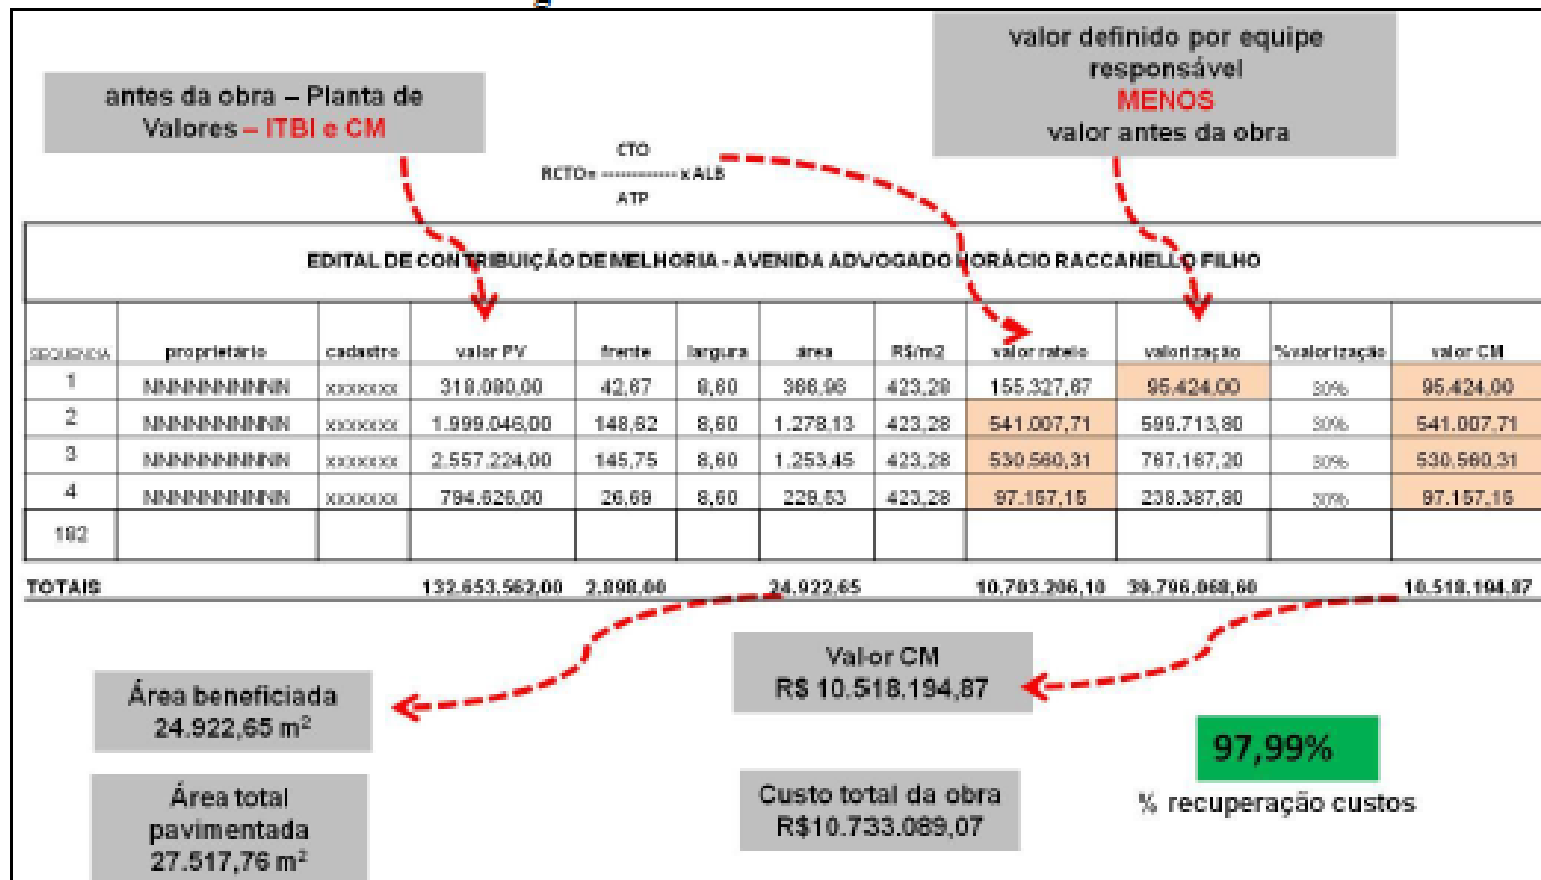 antes da obra – Planta de
Valores – ITBI e CM
valor definido por equipe
responsável
MENOS
valor antes da obra
CTO
RCTO= ------------- x ALB
ATP
EDITAL DE CONTRIBUIÇÃO DE MELHORIA - AVENIDA ADVOGADO HORÁCIO RACCANELLO FILHO
SEQUENCIA proprietário cadastro valor PV frente largura área R$/m2 valor rateio valorização %valorização valor CM
1 NNNNNNNNNNN xxxxxxx 318.080,00 42,67 8,60 366,96 423,28 155.327,67 95.424,00 30% 95.424,00
2 NNNNNNNNNNN xxxxxxx 1.999.046,00 148,62 8,60 1.278,13 423,28 541.007,71 599.713,80 30% 541.007,71
3 NNNNNNNNNNN xxxxxxx 2.557.224,00 145,75 8,60 1.253,45 423,28 530.560,31 767.167,20 30% 530.560,31
4 NNNNNNNNNNN xxxxxxx 794.626,00 26,69 8,60 229,53 423,28 97.157,15 238.387,80 30% 97.157,15
182
TOTAIS 132.653.562,00 2.898,00 24.922,65 10.703.206,10 39.796.068,60 10.518.194,87
Área beneficiada
24.922,65 m²
Valor CM
R$ 10.518.194,87
97,99%
% recuperação custos
Área total
pavimentada
27.517,76 m²
Custo total da obra
R$10.733.089,07